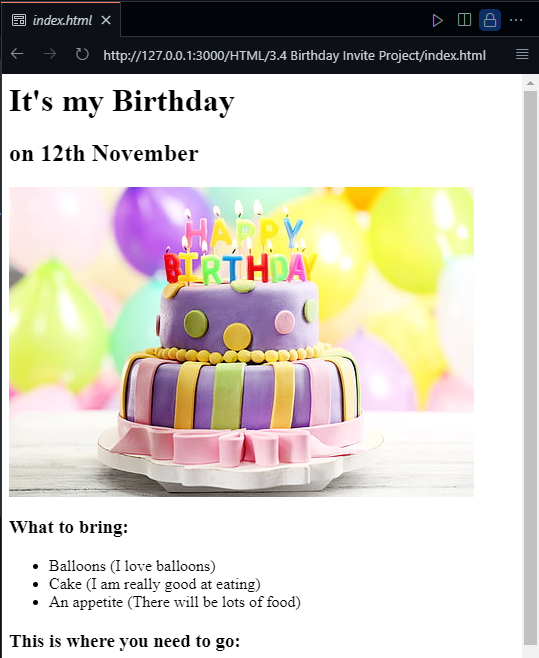 index.html
http://127.0.0.1:3000/HTML/3.4 Birthday Invite Project/index.html
It's my Birthday
on 12th November
HAPPY
BIRTHDAY
What to bring:
Balloons (I love balloons)
Cake (I am really good at eating)
An appetite (There will be lots of food)
This is where you need to go: